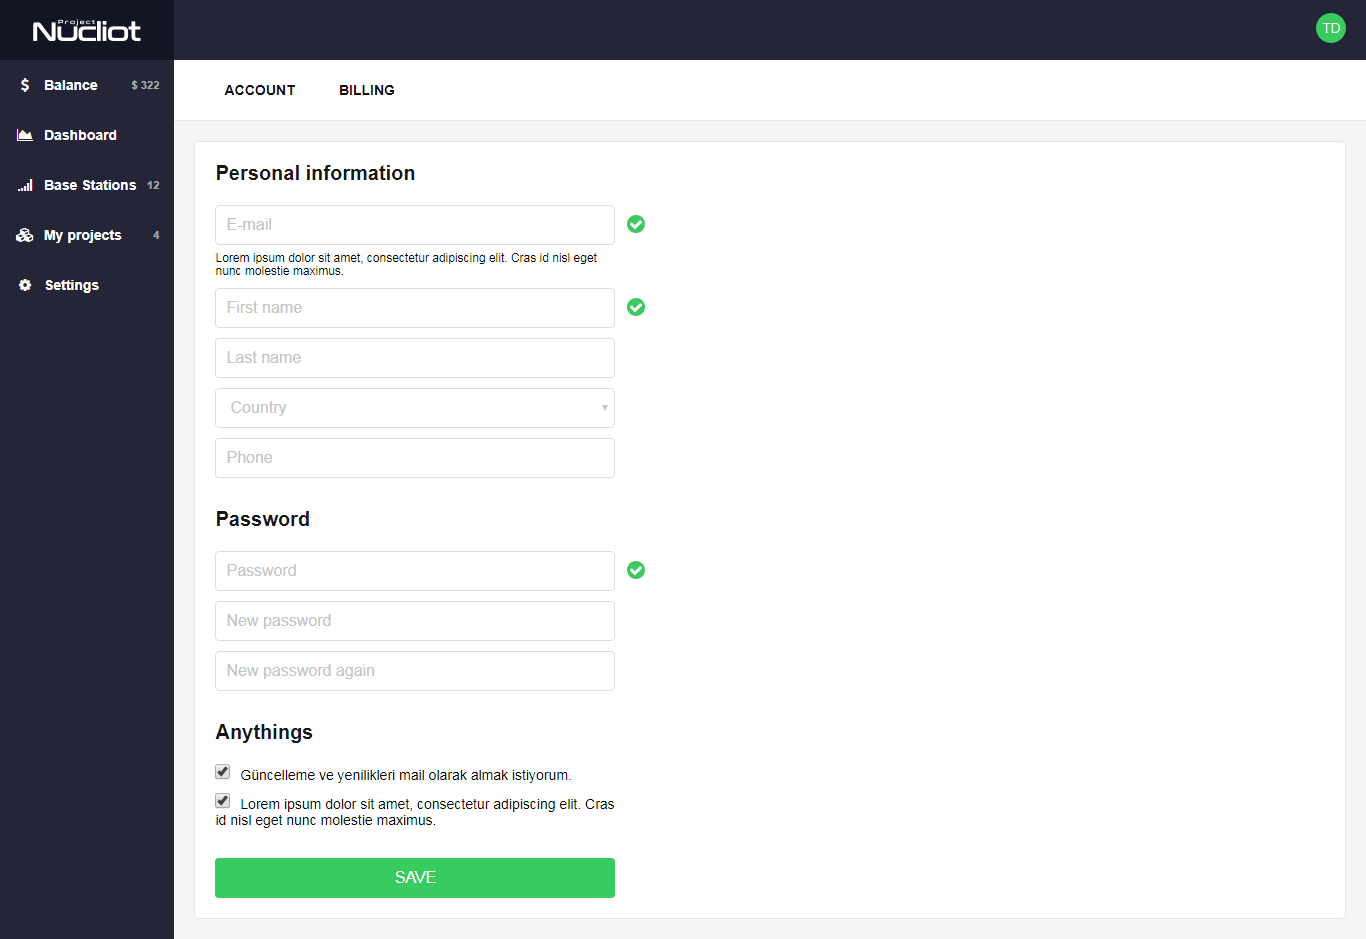 Project
Nucliot
TD
Balance $ 322
Dashboard
Base Stations 12
My projects 4
Settings
ACCOUNT BILLING
Personal information
E-mail
Lorem ipsum dolor sit amet, consectetur adipiscing elit. Cras id nisl eget
nunc molestie maximus.
First name
Last name
Country
Phone
Password
Password
New password
New password again
Anythings
Güncelleme ve yenilikleri mail olarak almak istiyorum.
Lorem ipsum dolor sit amet, consectetur adipiscing elit. Cras
id nisl eget nunc molestie maximus.
SAVE